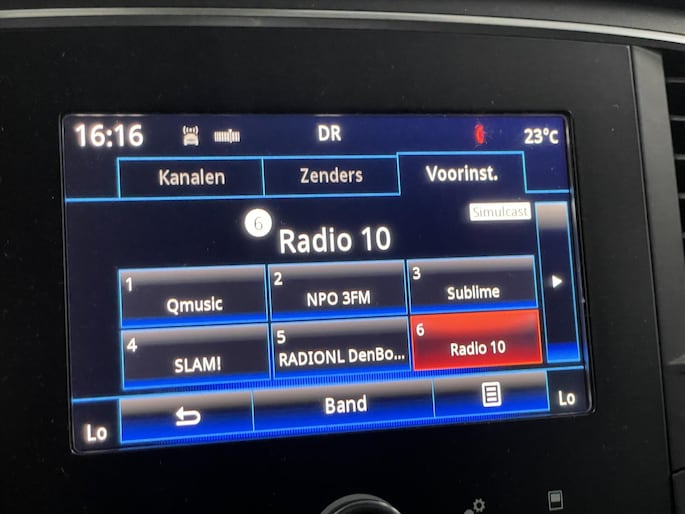 16:16 DR 23°C
Kanalen Zenders Voorinst.
Simulcast
6 Radio 10
1 Qmusic
2 NPO 3FM
3 Sublime
4 SLAM!
5 RADIONL DenBo...
6 Radio 10
Lo Band Lo